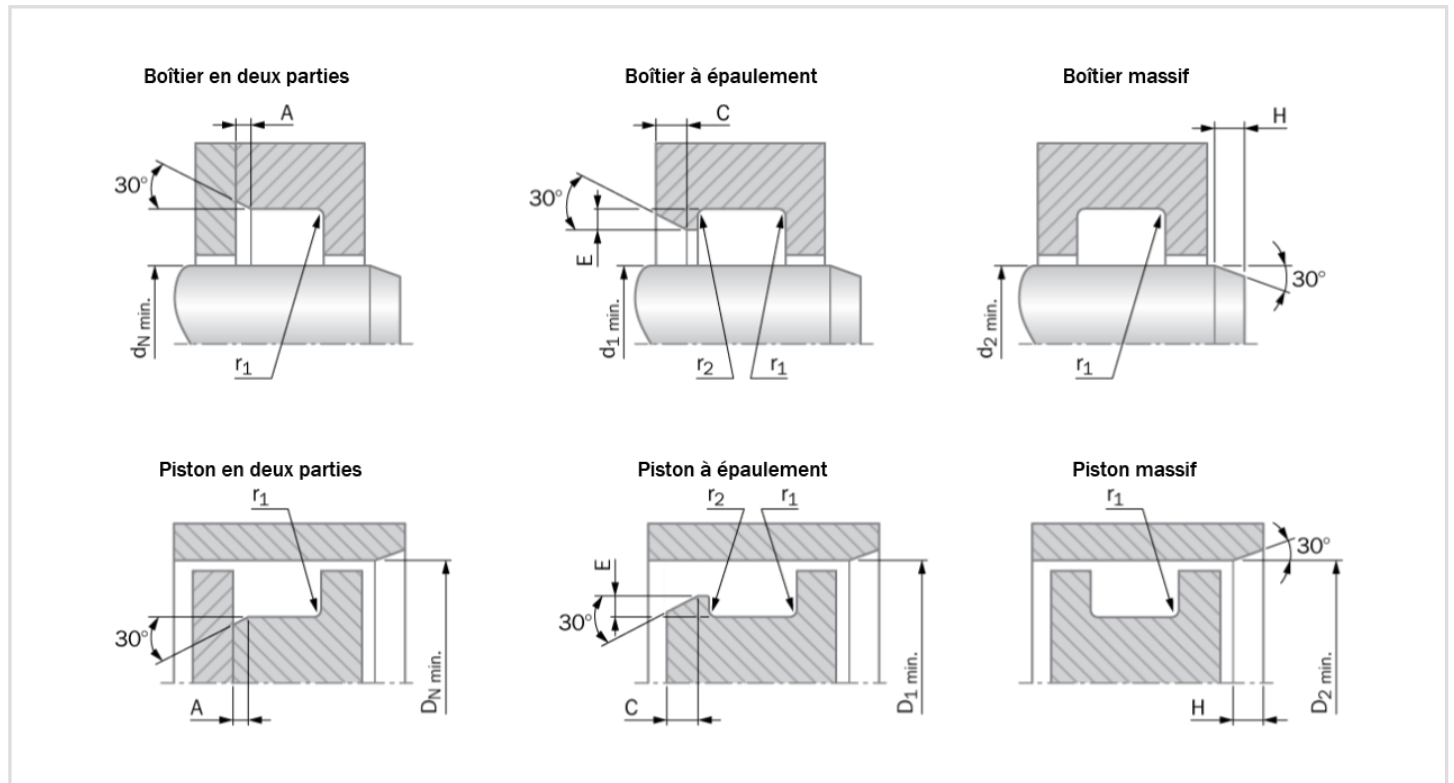 Boîtier en deux parties
A
30°
dN min.
r1
Boîtier à épaulement
C
30°
E
d1 min.
r2
r1
Boîtier massif
H
30°
d2 min.
r1
Piston en deux parties
r1
30°
A
DN min.
Piston à épaulement
r2
r1
E
30°
C
D1 min.
Piston massif
r1
30°
H
D2 min.